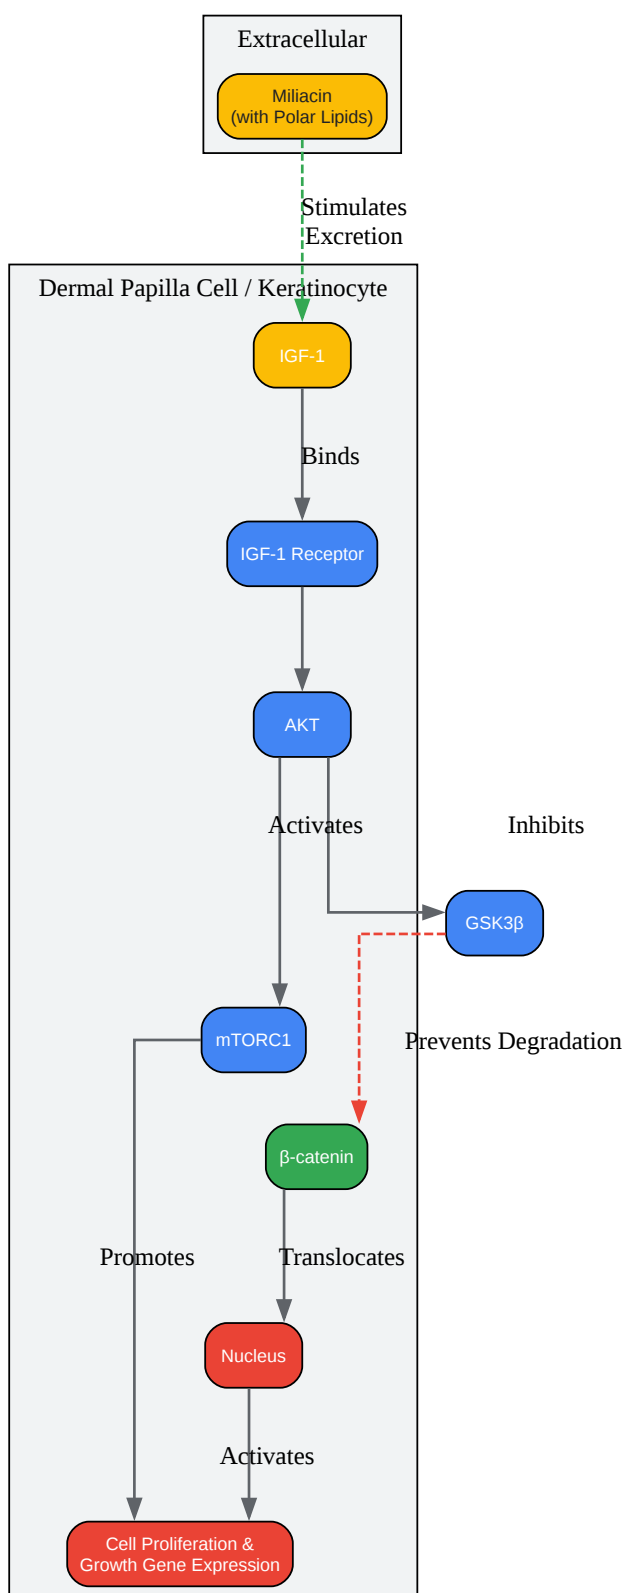 Extracellular
Miliacin
(with Polar Lipids)
Stimulates
Excretion
Dermal Papilla Cell / Keratinocyte
IGF-1
Binds
IGF-1 Receptor
AKT
Activates
Inhibits
GSK3β
mTORC1
Prevents Degradation
β-catenin
Promotes
Translocates
Nucleus
Activates
Cell Proliferation &
Growth Gene Expression